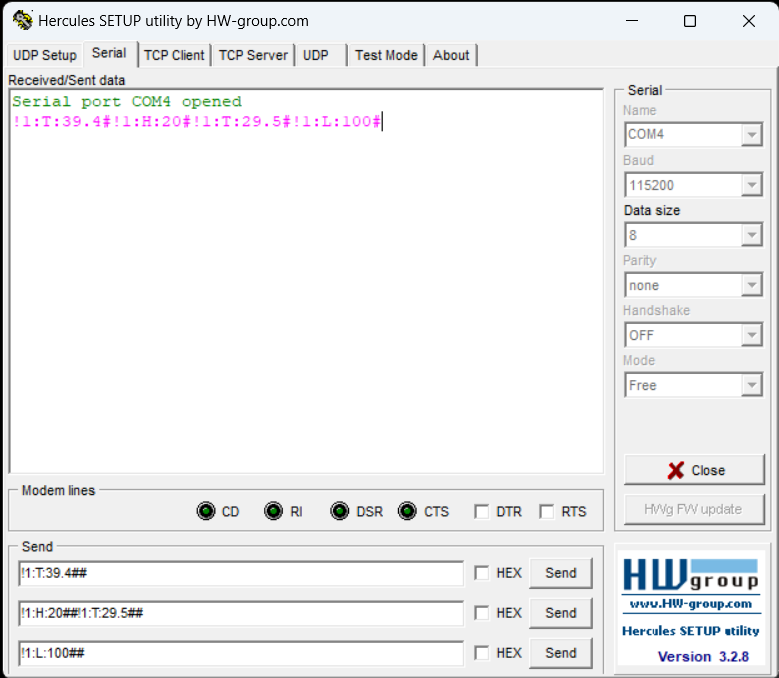 Hercules SETUP utility by HW-group.com
UDP Setup Serial TCP Client TCP Server UDP Test Mode About
Received/Sent data
Serial port COM4 opened
!1:T:39.4#!1:H:20#!1:T:29.5#!1:L:100#
Serial
Name
COM4
Baud
115200
Data size
8
Parity
none
Handshake
OFF
Mode
Free
Close
HWg FW update
Modem lines
CD RI DSR CTS DTR RTS
Send
!1:T:39.4## HEX Send
!1:H:20##!1:T:29.5## HEX Send
!1:L:100## HEX Send
HWgroup
www.HW-group.com
Hercules SETUP utility
Version 3.2.8